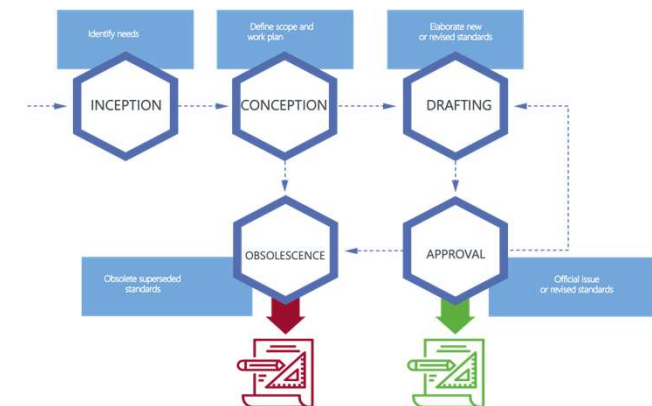 Identify needs
Define scope and
work plan
Elaborate new
or revised standards
INCEPTION
CONCEPTION
DRAFTING
OBSOLESCENCE
APPROVAL
Obsolete superseded
standards
Official issue
or revised standards